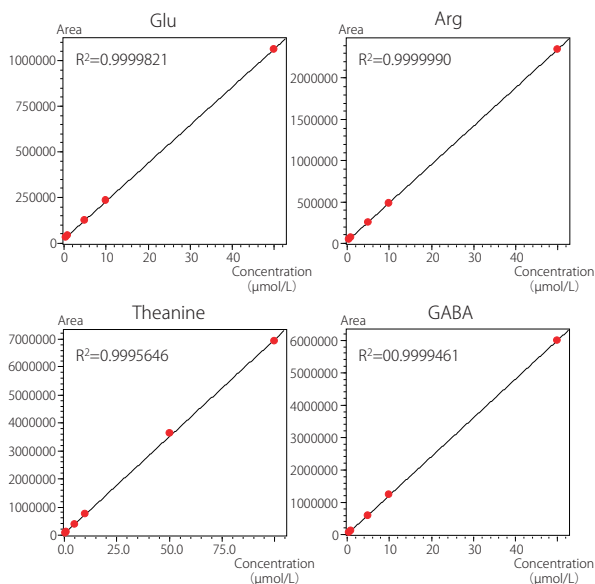 Glu
Area
R²=0.9999821
1000000
750000
500000
250000
0
0 10 20 30 40
Concentration
(μmol/L)
Arg
Area
R²=0.9999990
2000000
1500000
1000000
500000
0
0 10 20 30 40
Concentration
(μmol/L)
Theanine
Area
R²=0.9995646
7000000
6000000
5000000
4000000
3000000
2000000
1000000
0
0.0 25.0 50.0 75.0
Concentration
(μmol/L)
GABA
Area
R²=00.9999461
6000000
5000000
4000000
3000000
2000000
1000000
0
0 10 20 30 40
Concentration
(μmol/L)